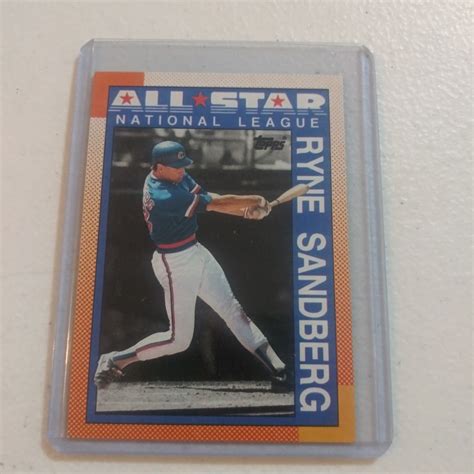 ALL★STAR
NATIONAL LEAGUE
Topps
RYNE SANDBERG